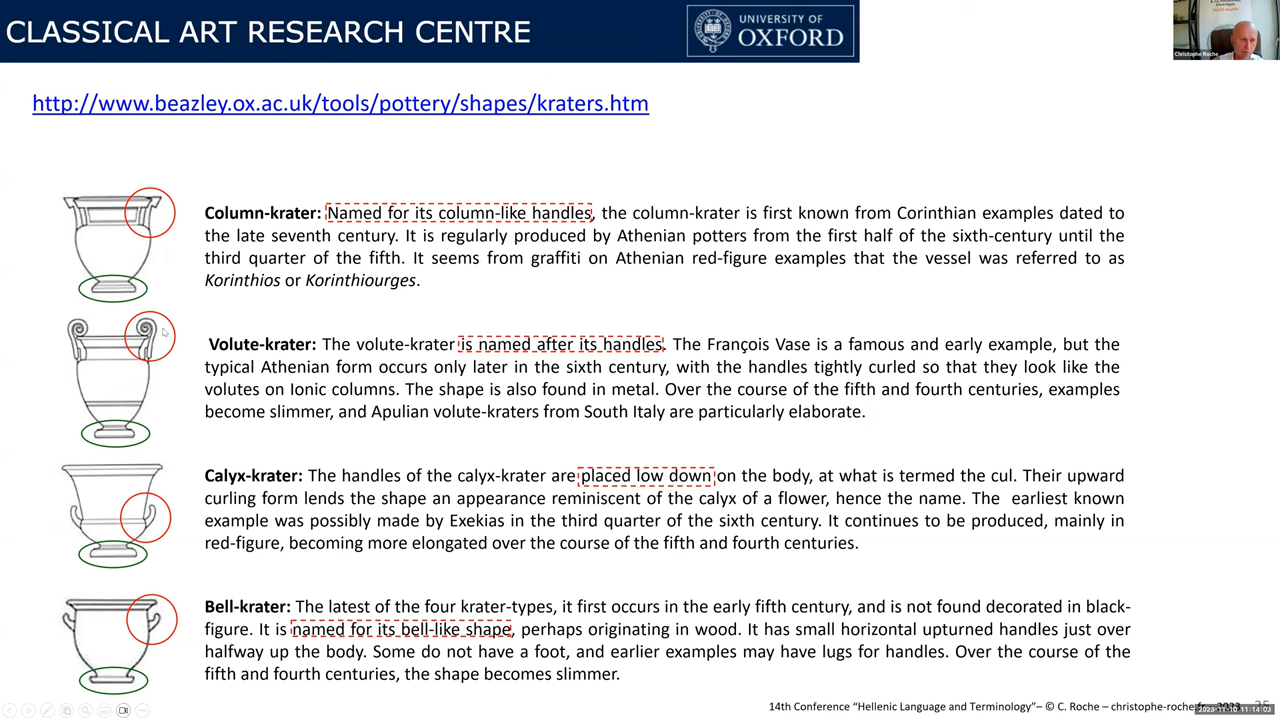 CLASSICAL ART RESEARCH CENTRE
UNIVERSITY OF
OXFORD
Christophe Roche
http://www.beazley.ox.ac.uk/tools/pottery/shapes/kraters.htm
Column-krater: Named for its column-like handles, the column-krater is first known from Corinthian examples dated to
the late seventh century. It is regularly produced by Athenian potters from the first half of the sixth-century until the
third quarter of the fifth. It seems from graffiti on Athenian red-figure examples that the vessel was referred to as
Korinthios or Korinthiourges.
Volute-krater: The volute-krater is named after its handles. The François Vase is a famous and early example, but the
typical Athenian form occurs only later in the sixth century, with the handles tightly curled so that they look like the
volutes on Ionic columns. The shape is also found in metal. Over the course of the fifth and fourth centuries, examples
become slimmer, and Apulian volute-kraters from South Italy are particularly elaborate.
Calyx-krater: The handles of the calyx-krater are placed low down on the body, at what is termed the cul. Their upward
curling form lends the shape an appearance reminiscent of the calyx of a flower, hence the name. The earliest known
example was possibly made by Exekias in the third quarter of the sixth century. It continues to be produced, mainly in
red-figure, becoming more elongated over the course of the fifth and fourth centuries.
Bell-krater: The latest of the four krater-types, it first occurs in the early fifth century, and is not found decorated in black-
figure. It is named for its bell-like shape, perhaps originating in wood. It has small horizontal upturned handles just over
halfway up the body. Some do not have a foot, and earlier examples may have lugs for handles. Over the course of the
fifth and fourth centuries, the shape becomes slimmer.
14th Conference “Hellenic Language and Terminology”– © C. Roche – christophe-roche.fr
2023-11-10 11:14:03